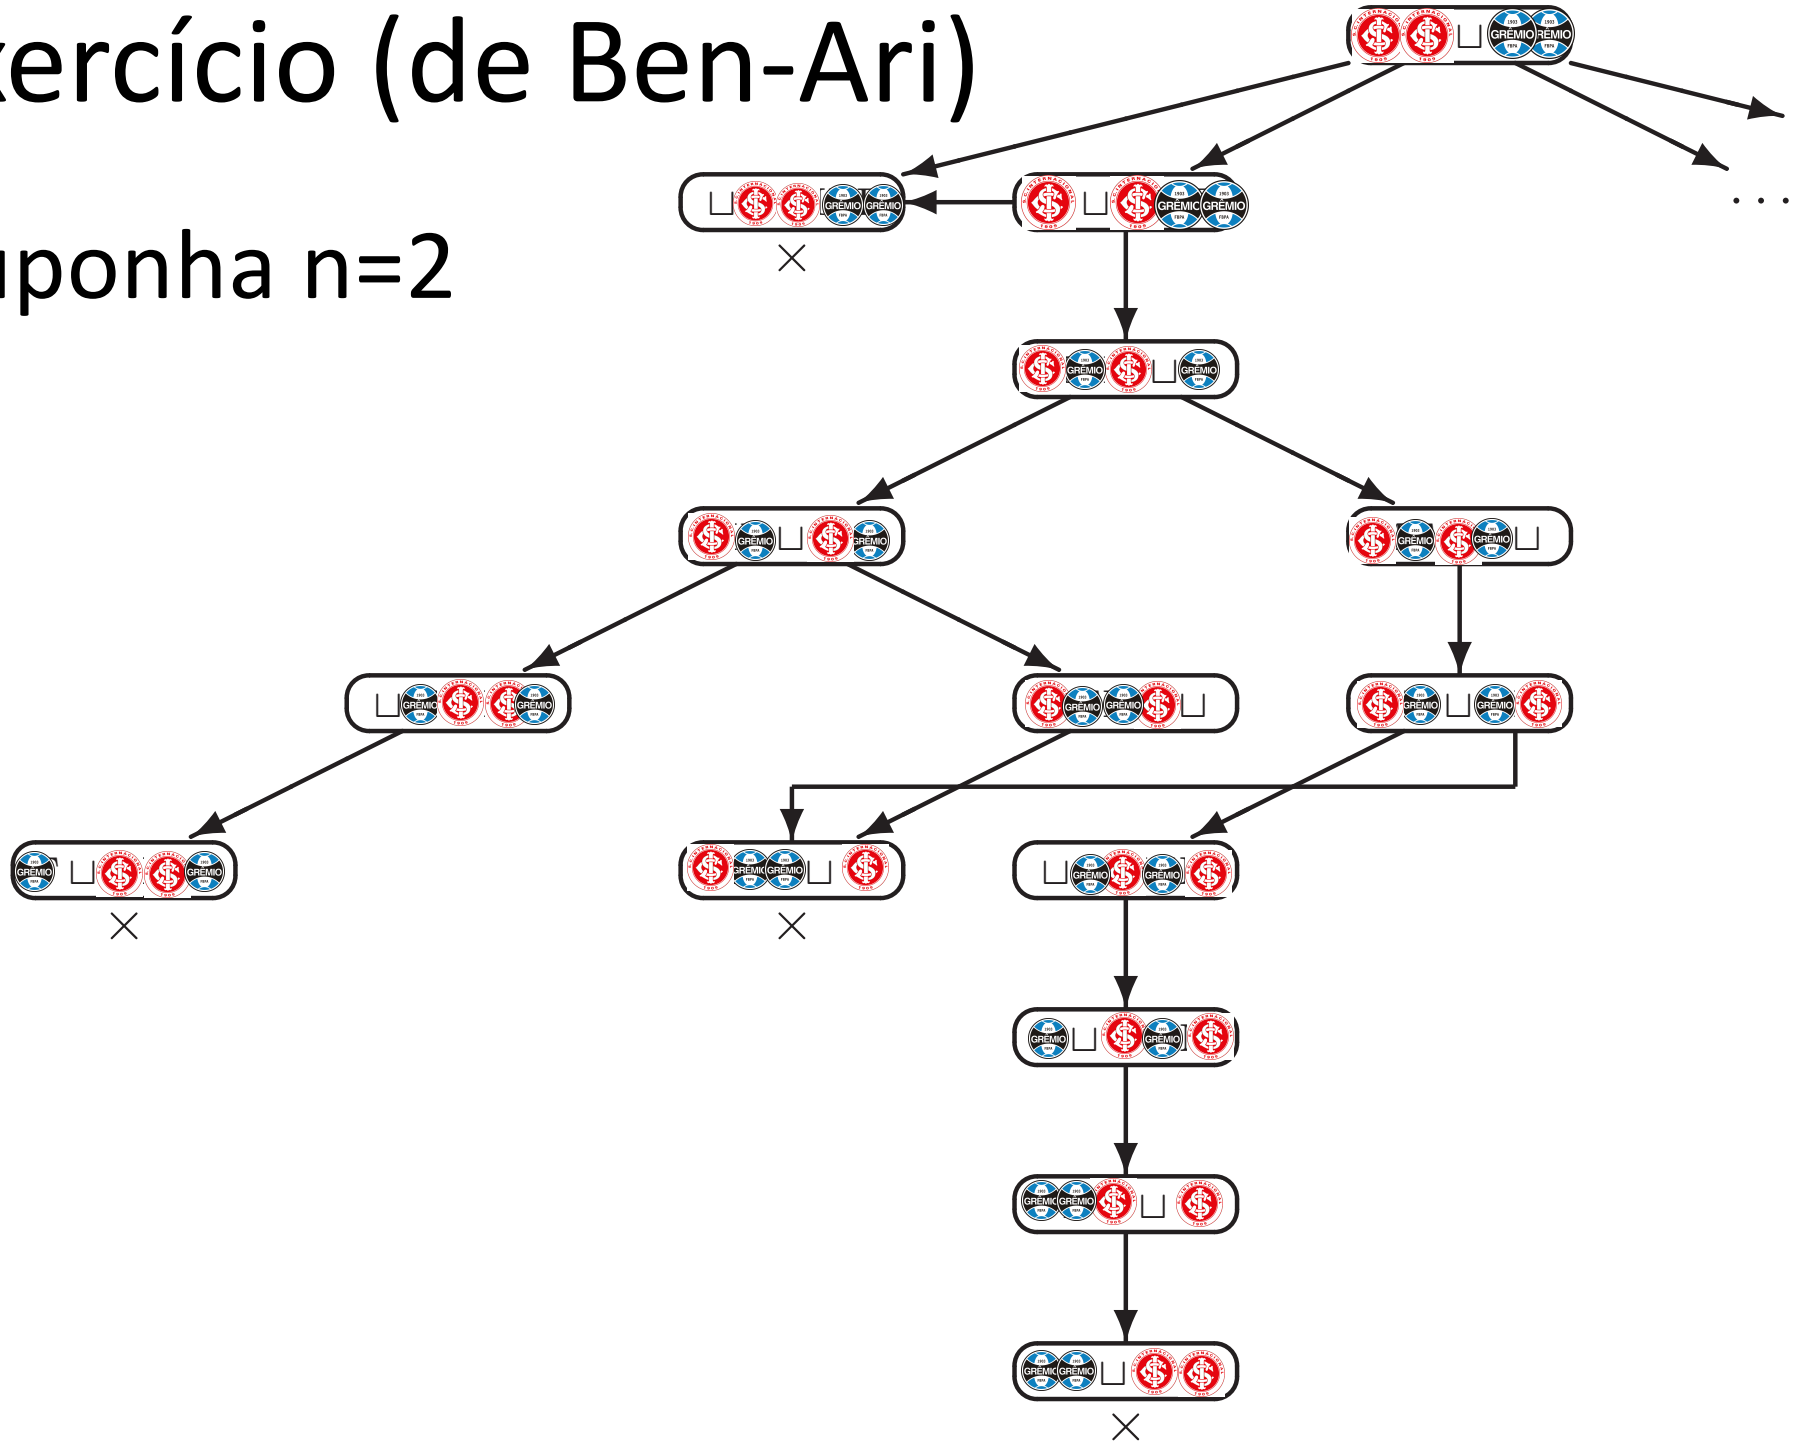 xercício (de Ben-Ari)
uponha n=2
. . .